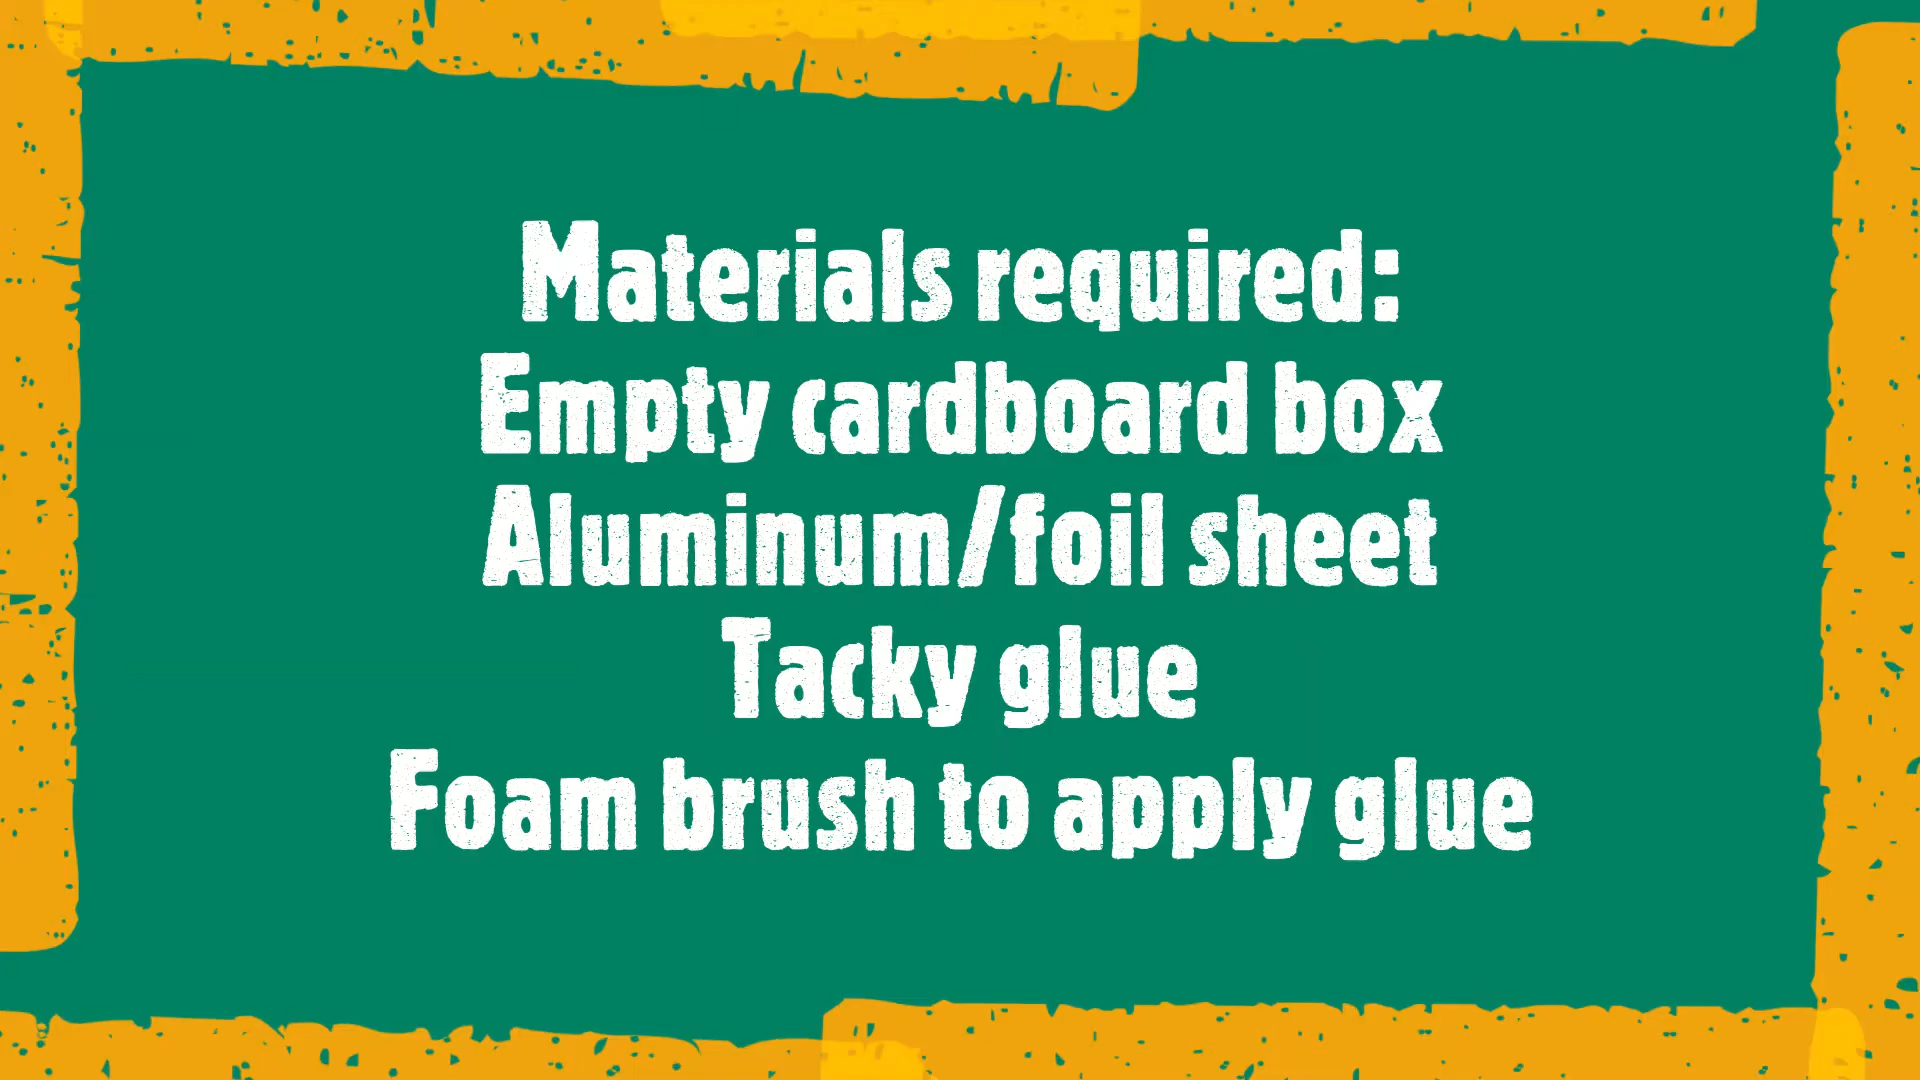 Materials required:
Empty cardboard box
Aluminum/foil sheet
Tacky glue
Foam brush to apply glue